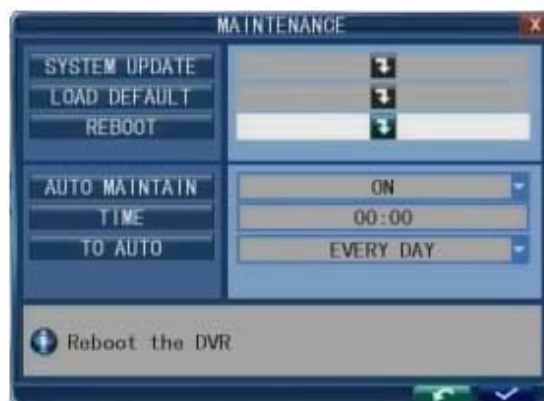 MAINTENANCE X
SYSTEM UPDATE
LOAD DEFAULT
REBOOT
AUTO MAINTAIN ON
TIME 00:00
TO AUTO EVERY DAY
Reboot the DVR